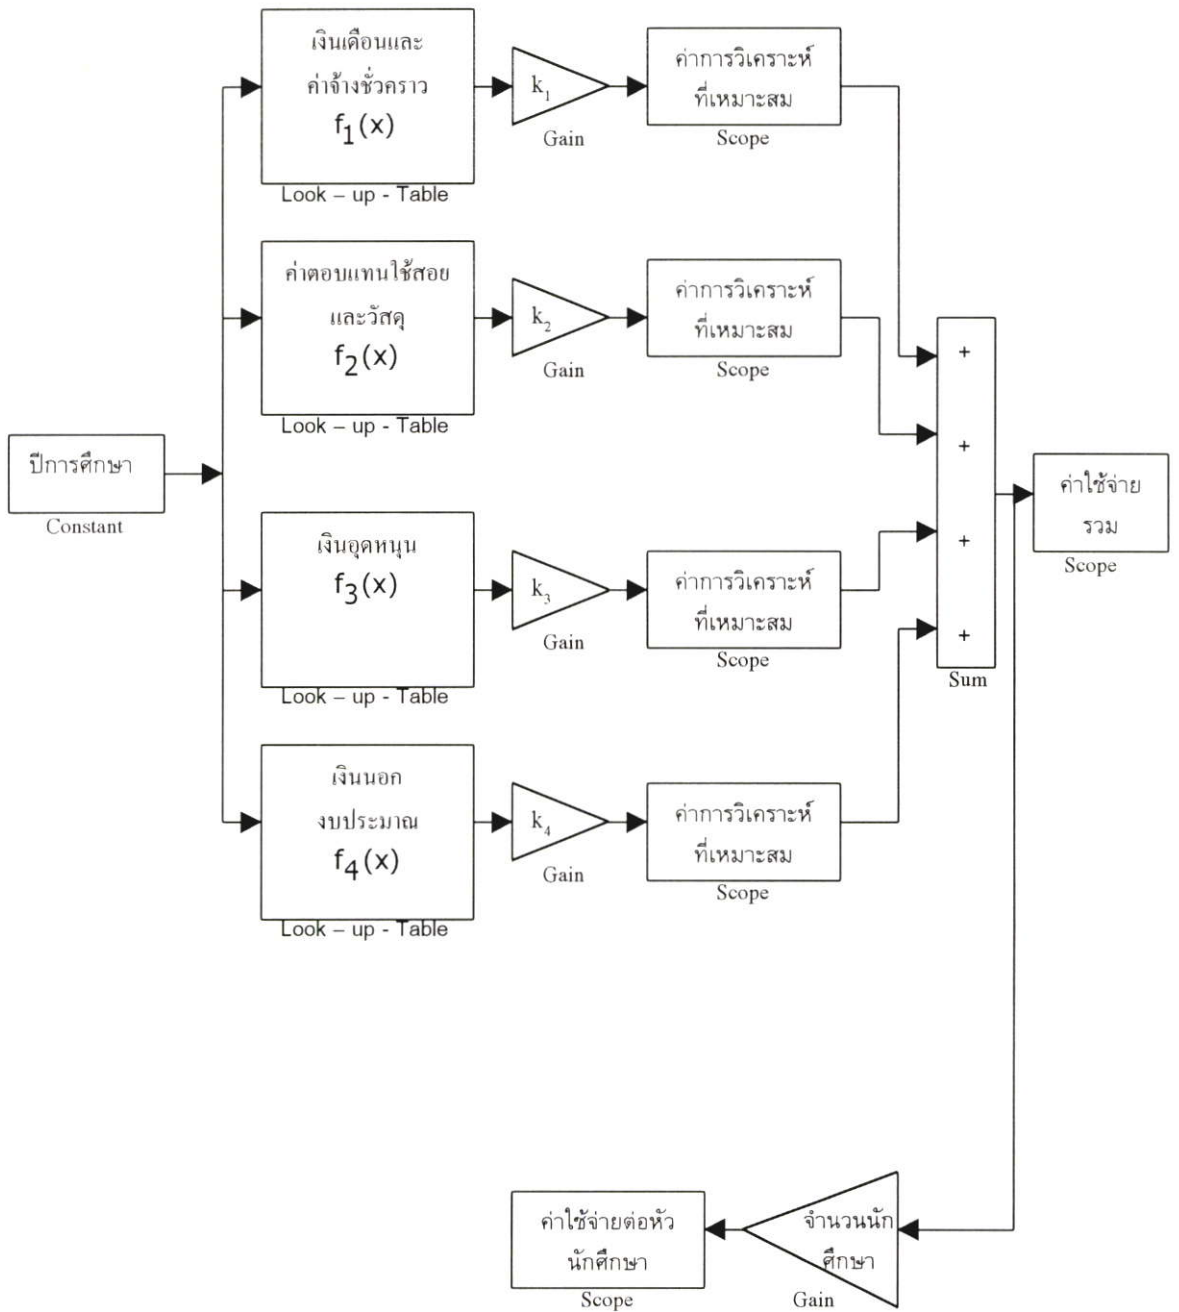 เงินเดือนและ
ค่าจ้างชั่วคราว
f1(x)
Look – up - Table
k1
Gain
ค่าการวิเคราะห์
ที่เหมาะสม
Scope
ค่าตอบแทนใช้สอย
และวัสดุ
f2(x)
Look – up - Table
k2
Gain
ค่าการวิเคราะห์
ที่เหมาะสม
Scope
ปีการศึกษา
Constant
เงินอุดหนุน
f3(x)
Look – up - Table
k3
Gain
ค่าการวิเคราะห์
ที่เหมาะสม
Scope
เงินนอก
งบประมาณ
f4(x)
Look – up - Table
k4
Gain
ค่าการวิเคราะห์
ที่เหมาะสม
Scope
+
+
+
+
Sum
ค่าใช้จ่าย
รวม
Scope
ค่าใช้จ่ายต่อหัว
นักศึกษา
Scope
จำนวนนัก
ศึกษา
Gain